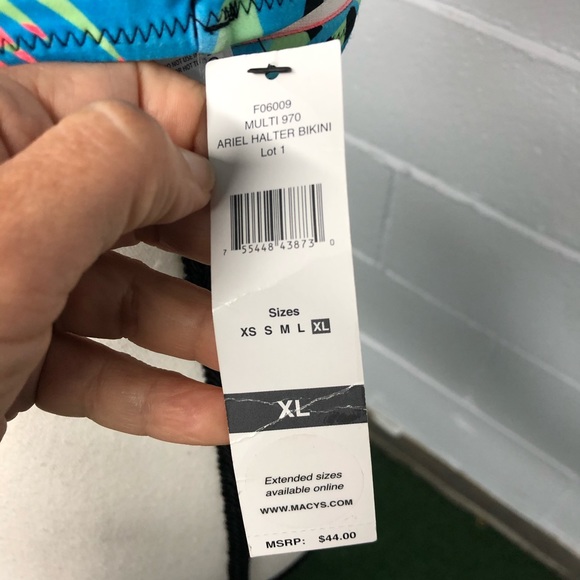 F06009
MULTI 970
ARIEL HALTER BIKINI
Lot 1
7 55448 43873 0
Sizes
XS S M L XL
XL
Extended sizes
available online
WWW.MACYS.COM
MSRP: $44.00